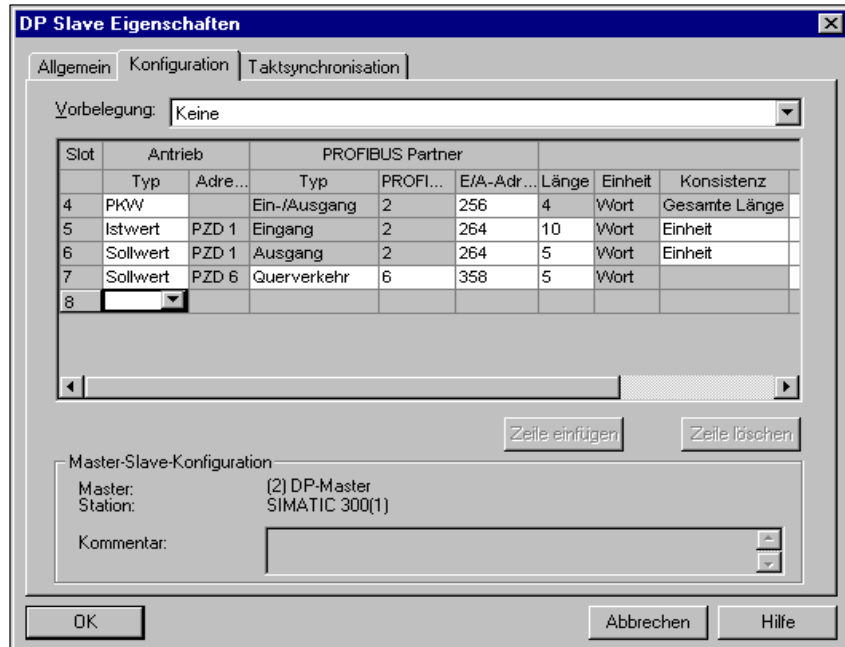 DP Slave Eigenschaften
Allgemein Konfiguration Taktsynchronisation
Vorbelegung: Keine
Slot Antrieb PROFIBUS Partner
Typ Adre... Typ PROFI... E/A-Adr... Länge Einheit Konsistenz
4 PKW Ein-/Ausgang 2 256 4 Wort Gesamte Länge
5 Istwert PZD 1 Eingang 2 264 10 Wort Einheit
6 Sollwert PZD 1 Ausgang 2 264 5 Wort Einheit
7 Sollwert PZD 6 Querverkehr 6 358 5 Wort
8
Zeile einfügen Zeile löschen
Master-Slave-Konfiguration
Master: (2) DP-Master
Station: SIMATIC 300(1)
Kommentar:
OK Abbrechen Hilfe